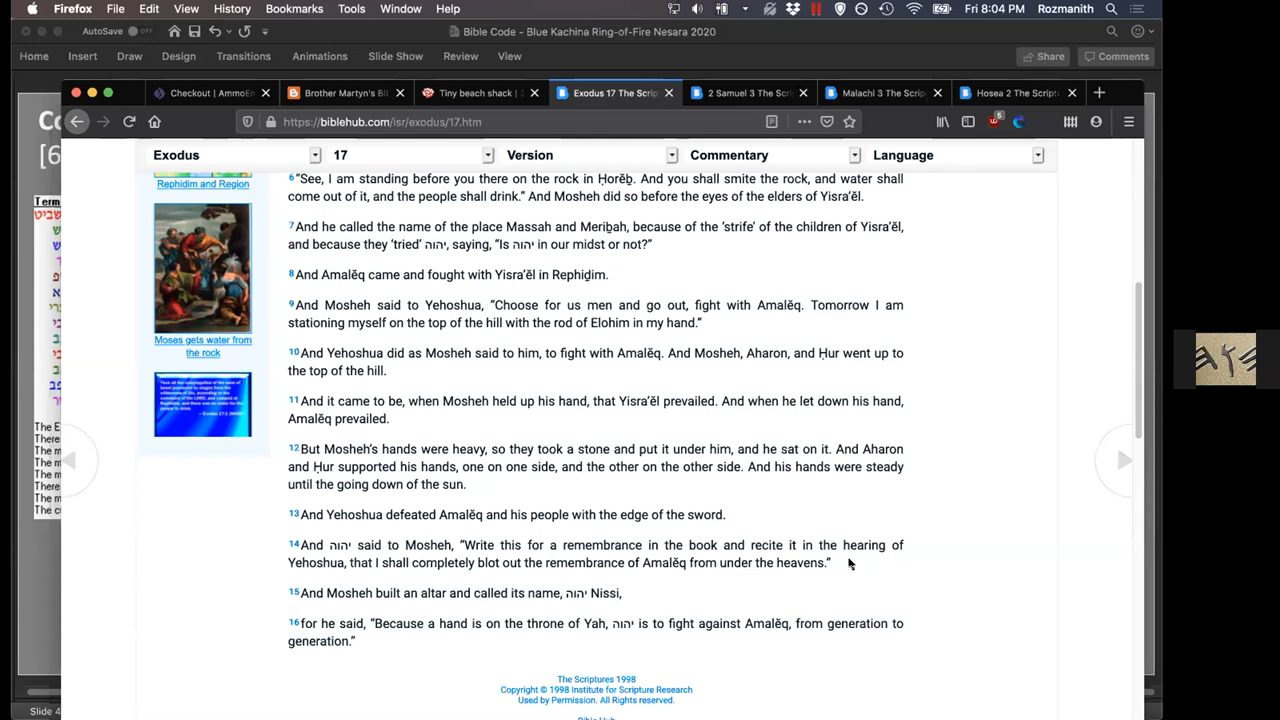 Firefox File Edit View History Bookmarks Tools Window Help Fri 8:04 PM Rozmanith
AutoSave OFF Bible Code - Blue Kachina Ring-of-Fire Nesara 2020
Home Insert Draw Design Transitions Animations Slide Show Review View Share Comments
Checkout | AmmoEn Brother Martyn's Bl Tiny beach shack | Exodus 17 The Scrip 2 Samuel 3 The Scrip Malachi 3 The Scrip Hosea 2 The Script
https://biblehub.com/isr/exodus/17.htm
Exodus 17 Version Commentary Language
Rephidim and Region
Moses gets water from
the rock
6 “See, I am standing before you there on the rock in Ḥorĕḇ. And you shall smite the rock, and water shall
come out of it, and the people shall drink.” And Mosheh did so before the eyes of the elders of Yisra’ĕl.
7 And he called the name of the place Massah and Meriḇah, because of the ‘strife’ of the children of Yisra’ĕl,
and because they ‘tried’ יהוה, saying, “Is יהוה in our midst or not?”
8 And Amalĕq came and fought with Yisra’ĕl in Rephiḏim.
9 And Mosheh said to Yehoshua, “Choose for us men and go out, fight with Amalĕq. Tomorrow I am
stationing myself on the top of the hill with the rod of Elohim in my hand.”
10 And Yehoshua did as Mosheh said to him, to fight with Amalĕq. And Mosheh, Aharon, and Ḥur went up to
the top of the hill.
11 And it came to be, when Mosheh held up his hand, that Yisra’ĕl prevailed. And when he let down his hand,
Amalĕq prevailed.
12 But Mosheh’s hands were heavy, so they took a stone and put it under him, and he sat on it. And Aharon
and Ḥur supported his hands, one on one side, and the other on the other side. And his hands were steady
until the going down of the sun.
13 And Yehoshua defeated Amalĕq and his people with the edge of the sword.
14 And יהוה said to Mosheh, “Write this for a remembrance in the book and recite it in the hearing of
Yehoshua, that I shall completely blot out the remembrance of Amalĕq from under the heavens.”
15 And Mosheh built an altar and called its name, יהוה Nissi,
16 for he said, “Because a hand is on the throne of Yah, יהוה is to fight against Amalĕq, from generation to
generation.”
The Scriptures 1998
Copyright © 1998 Institute for Scripture Research
Used by Permission. All Rights reserved.
Bible Hub
Term
The E
There
The m
The m
There
The m
The c
Slide 4